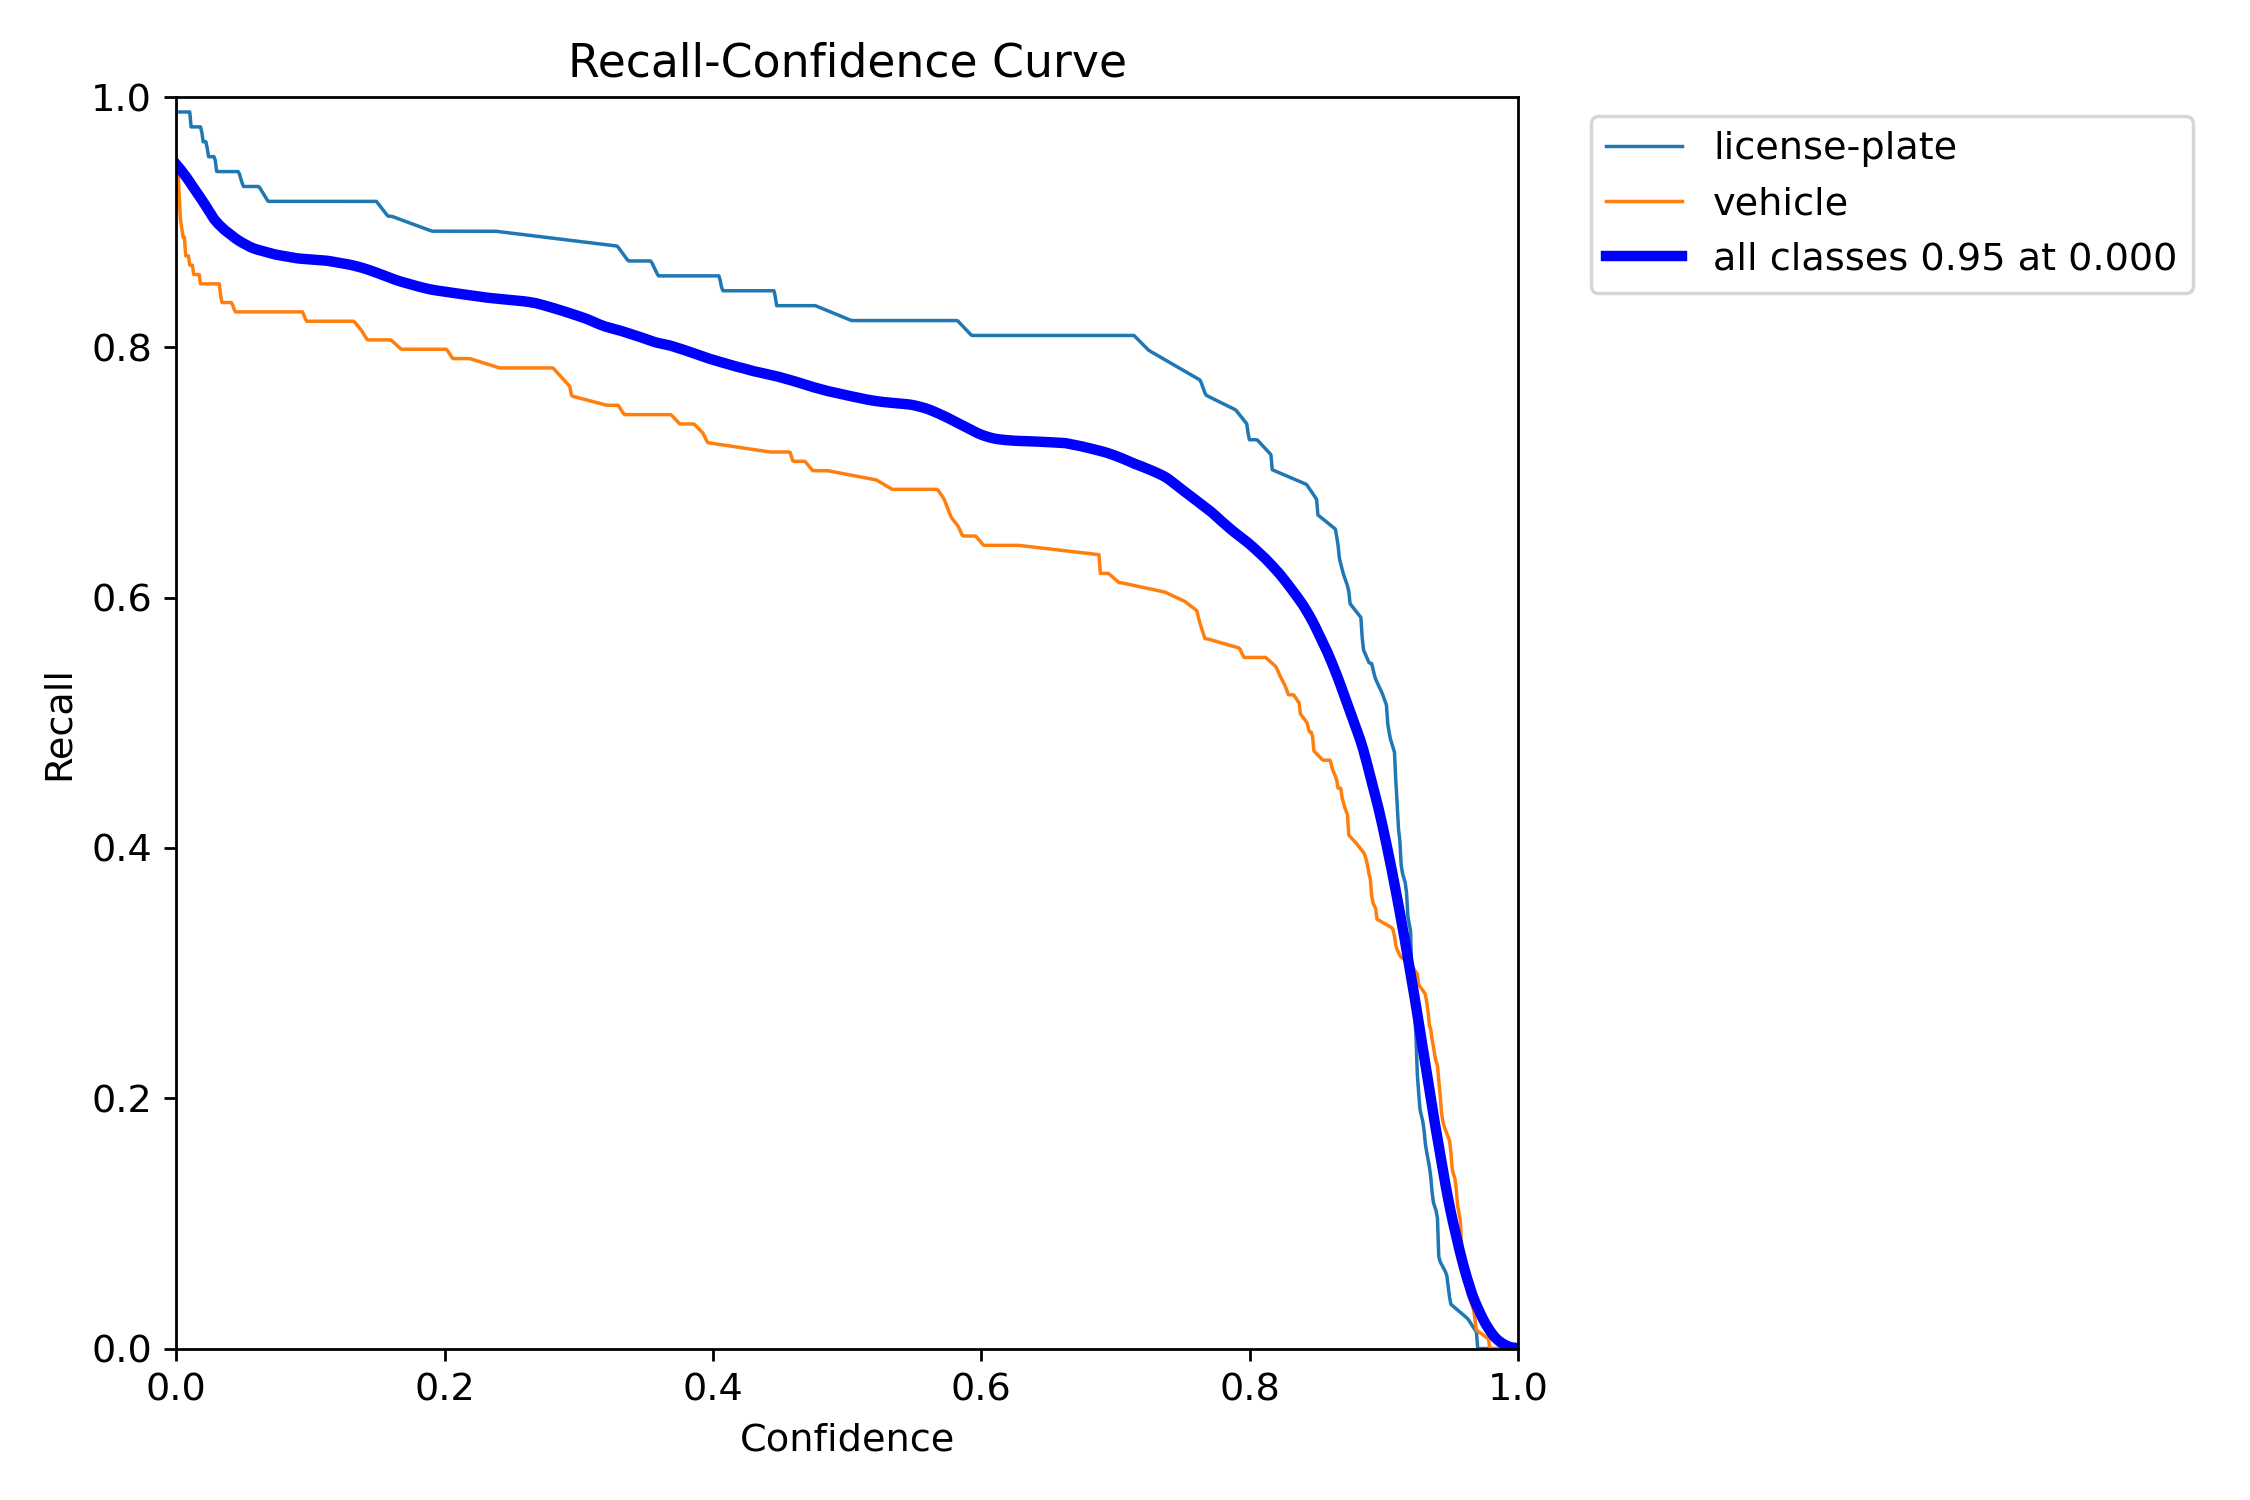 Recall-Confidence Curve
license-plate
vehicle
all classes 0.95 at 0.000
1.0
0.8
0.6
0.4
0.2
0.0
Recall
0.0 0.2 0.4 0.6 0.8 1.0
Confidence